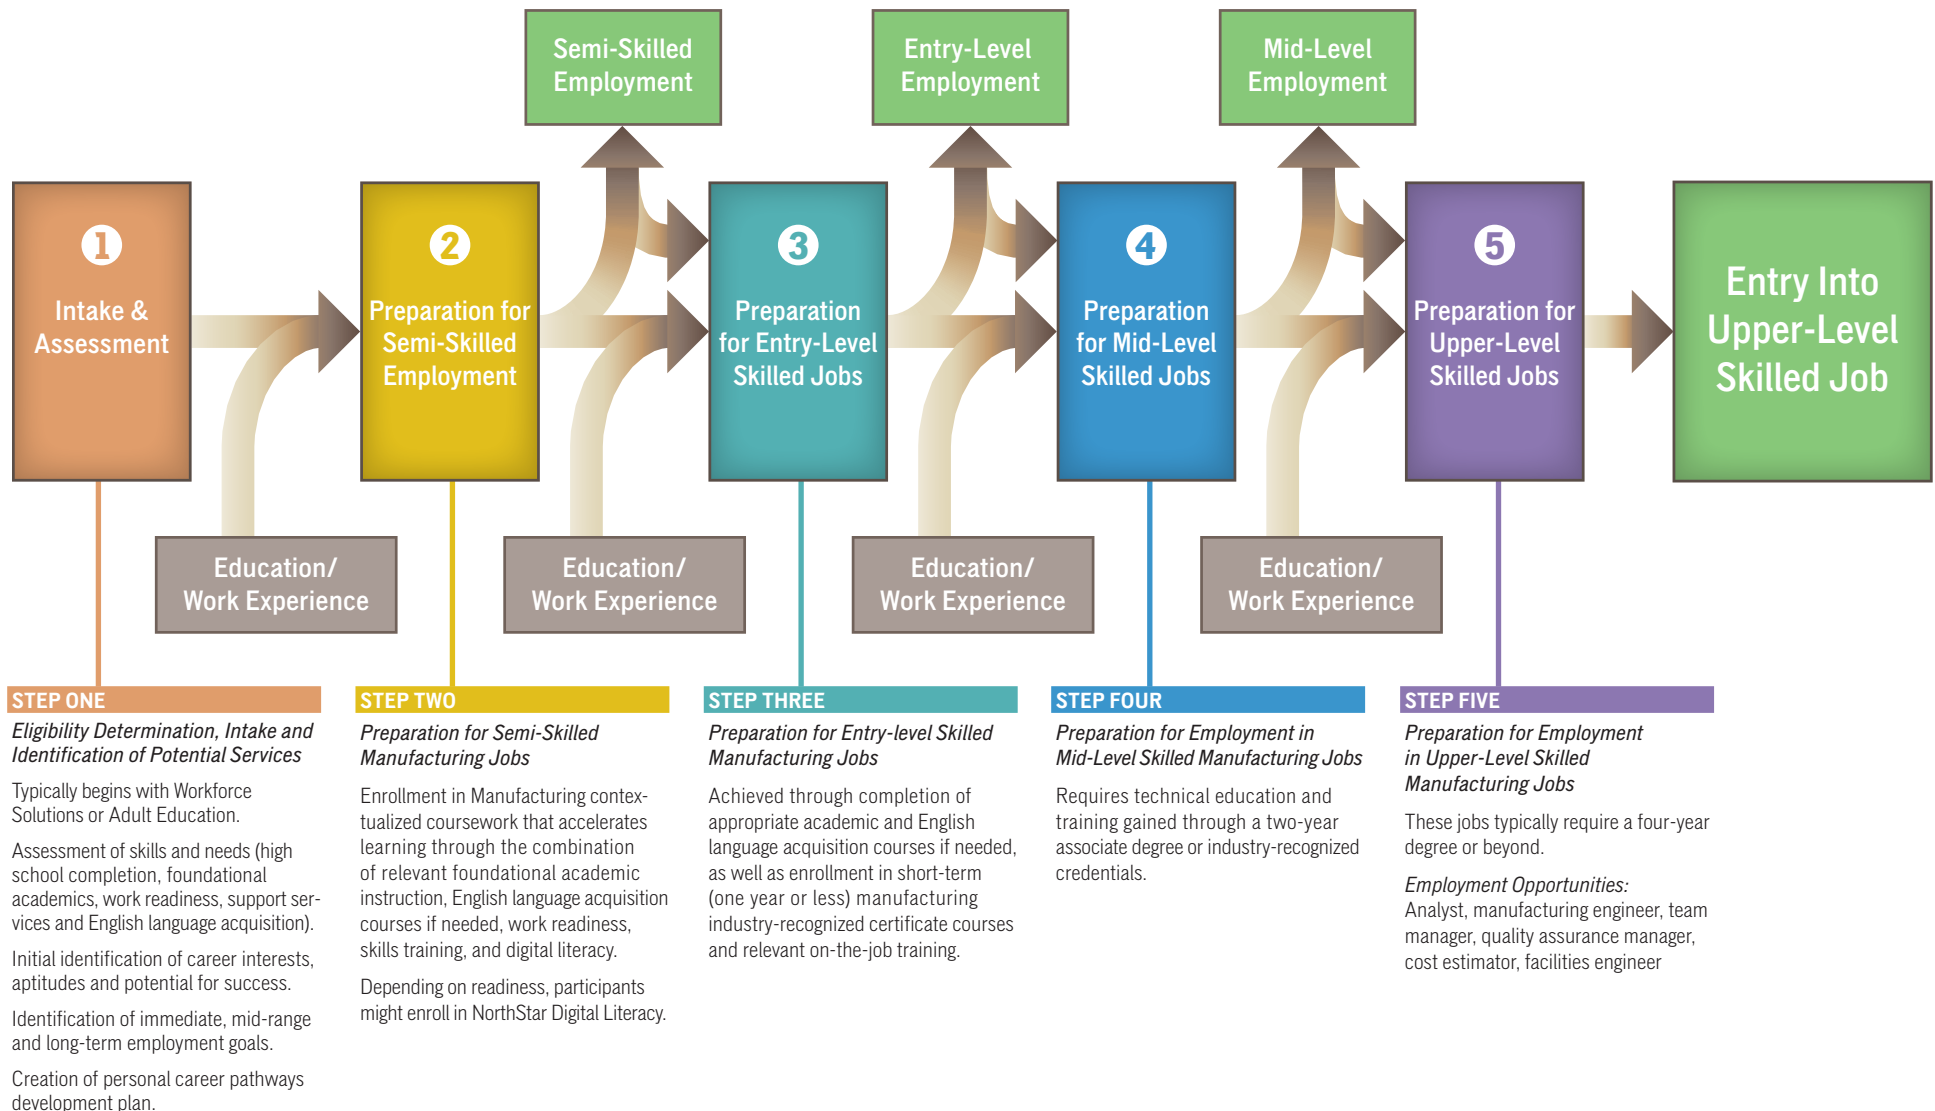 Semi-Skilled
Employment
Entry-Level
Employment
Mid-Level
Employment
1
Intake &
Assessment
2
Preparation for
Semi-Skilled
Employment
3
Preparation
for Entry-Level
Skilled Jobs
4
Preparation
for Mid-Level
Skilled Jobs
5
Preparation for
Upper-Level
Skilled Jobs
Entry Into
Upper-Level
Skilled Job
Education/
Work Experience
Education/
Work Experience
Education/
Work Experience
Education/
Work Experience
STEP ONE
Eligibility Determination, Intake and
Identification of Potential Services
Typically begins with Workforce
Solutions or Adult Education.
Assessment of skills and needs (high
school completion, foundational
academics, work readiness, support ser-
vices and English language acquisition).
Initial identification of career interests,
aptitudes and potential for success.
Identification of immediate, mid-range
and long-term employment goals.
Creation of personal career pathways
development plan.
STEP TWO
Preparation for Semi-Skilled
Manufacturing Jobs
Enrollment in Manufacturing contex-
tualized coursework that accelerates
learning through the combination
of relevant foundational academic
instruction, English language acquisition
courses if needed, work readiness,
skills training, and digital literacy.
Depending on readiness, participants
might enroll in NorthStar Digital Literacy.
STEP THREE
Preparation for Entry-level Skilled
Manufacturing Jobs
Achieved through completion of
appropriate academic and English
language acquisition courses if needed,
as well as enrollment in short-term
(one year or less) manufacturing
industry-recognized certificate courses
and relevant on-the-job training.
STEP FOUR
Preparation for Employment in
Mid-Level Skilled Manufacturing Jobs
Requires technical education and
training gained through a two-year
associate degree or industry-recognized
credentials.
STEP FIVE
Preparation for Employment
in Upper-Level Skilled
Manufacturing Jobs
These jobs typically require a four-year
degree or beyond.
Employment Opportunities:
Analyst, manufacturing engineer, team
manager, quality assurance manager,
cost estimator, facilities engineer